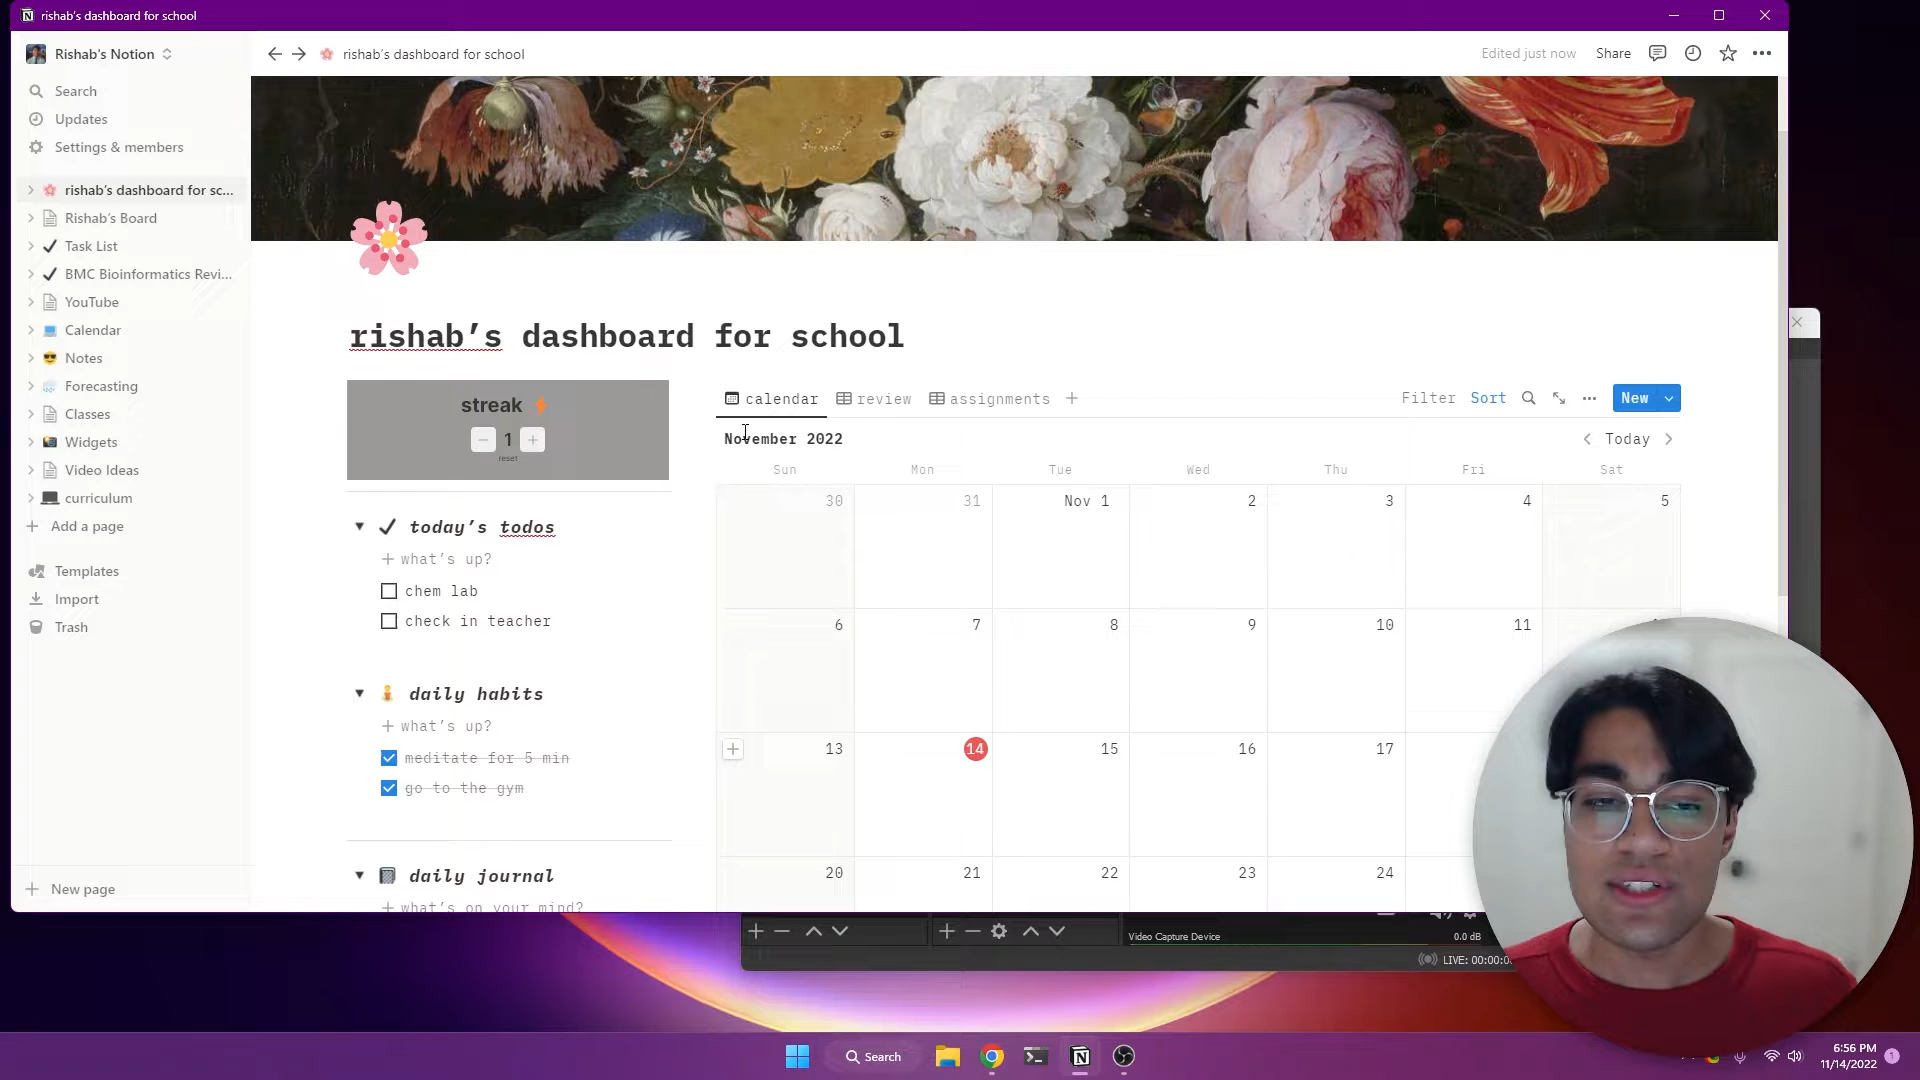 rishab's dashboard for school
Rishab's Notion
rishab's dashboard for school
Edited just now
Share
Search
Updates
Settings & members
rishab's dashboard for sc...
Rishab's Board
Task List
BMC Bioinformatics Revi...
YouTube
Calendar
Notes
Forecasting
Classes
Widgets
Video Ideas
curriculum
Add a page
Templates
Import
Trash
New page
rishab's dashboard for school
streak
1
reset
today's todos
what's up?
chem lab
check in teacher
daily habits
what's up?
meditate for 5 min
go to the gym
daily journal
what's on your mind?
calendar review assignments
Filter Sort New
November 2022
Today
Sun Mon Tue Wed Thu Fri Sat
30 31 Nov 1 2 3 4 5
6 7 8 9 10 11
13 14 15 16 17
20 21 22 23 24
Video Capture Device
0.0 dB
LIVE: 00:00:0
Search
6:56 PM
11/14/2022
1